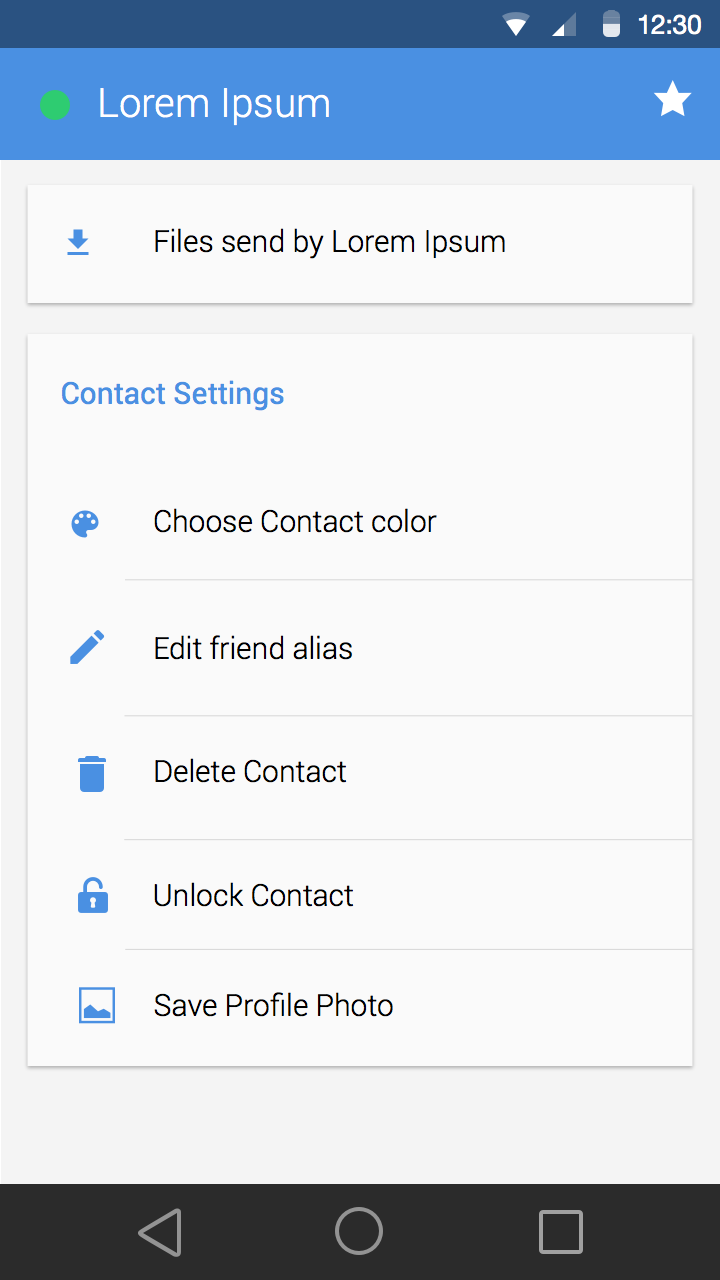 12:30
Lorem Ipsum
Files send by Lorem Ipsum
Contact Settings
Choose Contact color
Edit friend alias
Delete Contact
Unlock Contact
Save Profile Photo